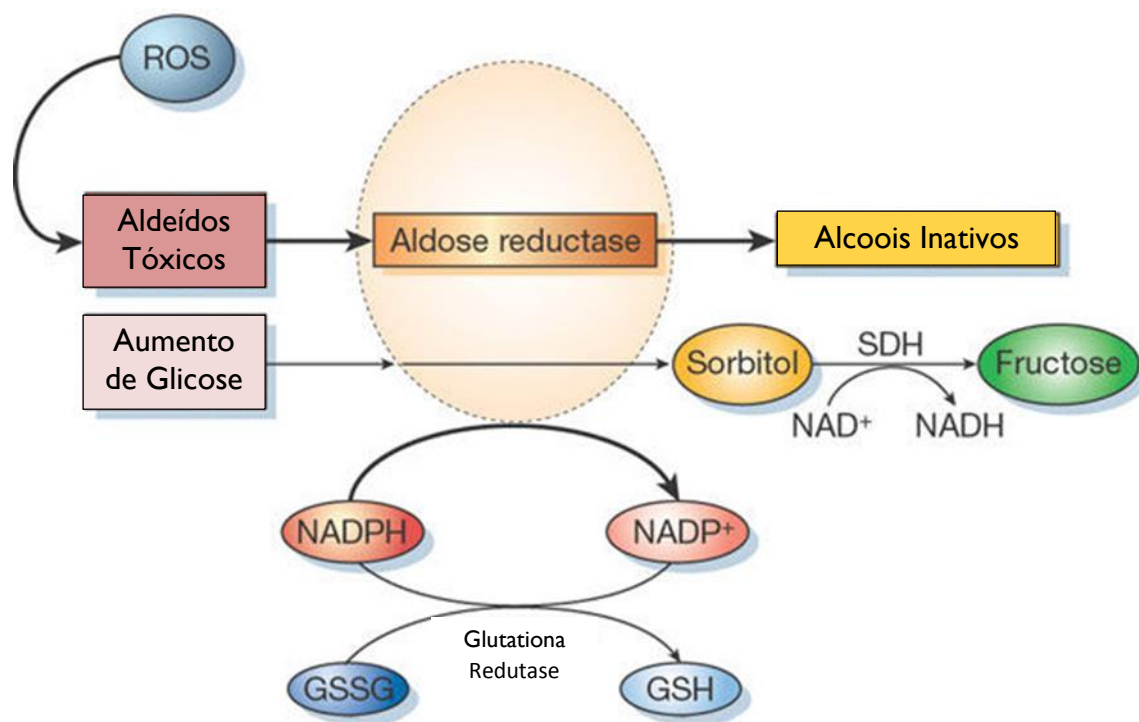 ROS
Aldeídos
Tóxicos
Aldose reductase
Alcoois Inativos
Aumento
de Glicose
Sorbitol
SDH
Fructose
NAD⁺
NADH
NADPH
NADP⁺
Glutationa
Redutase
GSSG
GSH